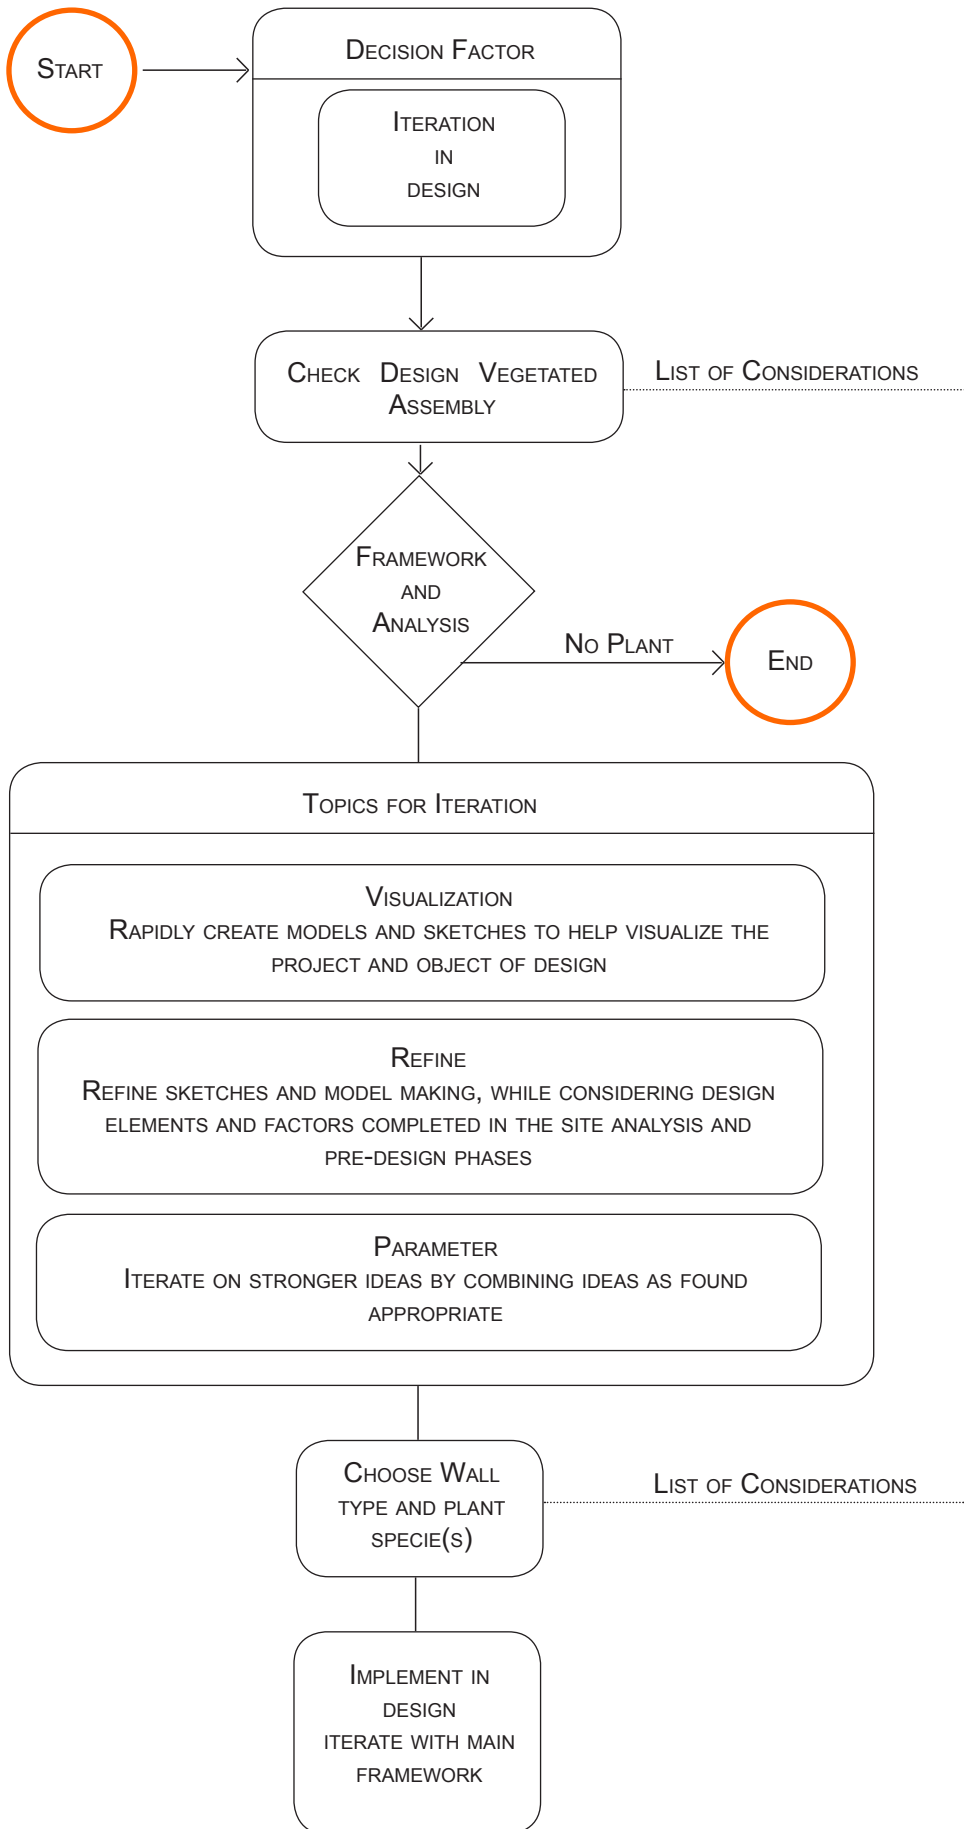 Start
Decision Factor
Iteration
in
design
Check Design Vegetated
Assembly
List of Considerations
Framework
and
Analysis
No Plant
End
Topics for Iteration
Visualization
Rapidly create models and sketches to help visualize the
project and object of design
Refine
Refine sketches and model making, while considering design
elements and factors completed in the site analysis and
pre-design phases
Parameter
Iterate on stronger ideas by combining ideas as found
appropriate
Choose Wall
type and plant
specie(s)
List of Considerations
Implement in
design
iterate with main
framework